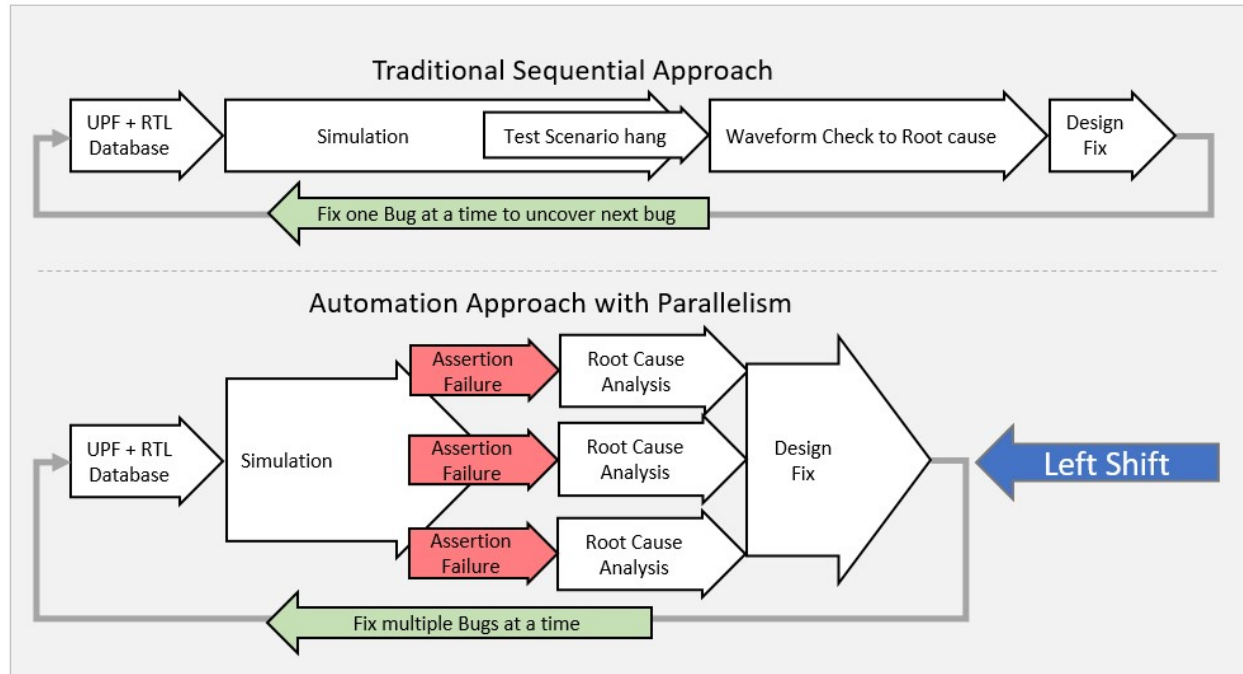 Traditional Sequential Approach
UPF + RTL
Database
Simulation
Test Scenario hang
Waveform Check to Root cause
Design
Fix
Fix one Bug at a time to uncover next bug
Automation Approach with Parallelism
UPF + RTL
Database
Simulation
Assertion
Failure
Root Cause
Analysis
Assertion
Failure
Root Cause
Analysis
Assertion
Failure
Root Cause
Analysis
Design
Fix
Left Shift
Fix multiple Bugs at a time